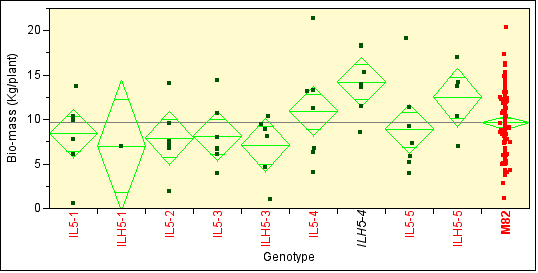 Bio-mass (Kg/plant)
20
15
10
5
0
IL5-1
ILH5-1
IL5-2
IL5-3
ILH5-3
IL5-4
ILH5-4
IL5-5
ILH5-5
M82
Genotype